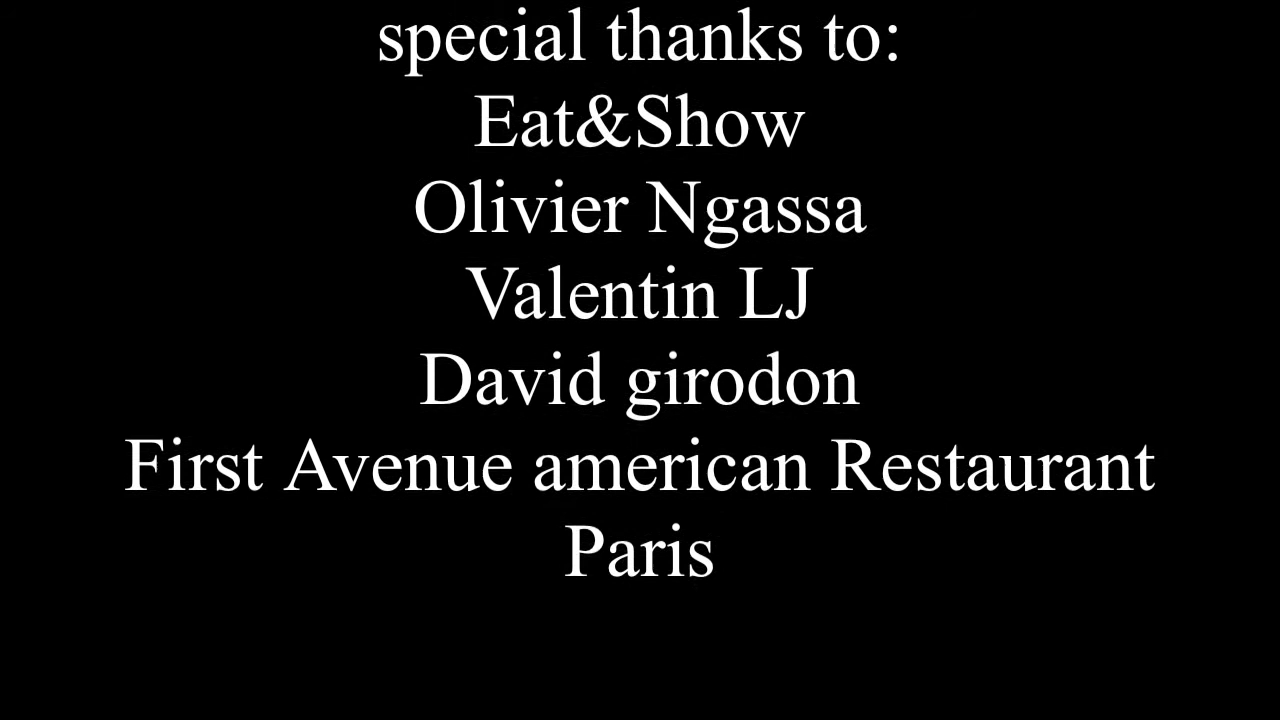 special thanks to:
Eat&Show
Olivier Ngassa
Valentin LJ
David girodon
First Avenue american Restaurant
Paris